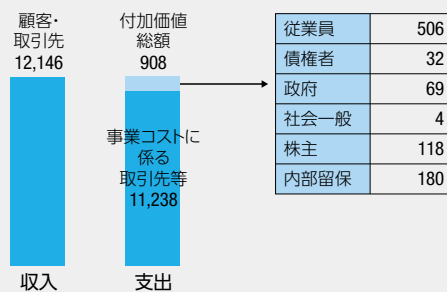 顧客・
取引先
12,146
付加価値
総額
908
事業コストに
係る
取引先等
11,238
収入
支出
従業員 506
債権者 32
政府 69
社会一般 4
株主 118
内部留保 180